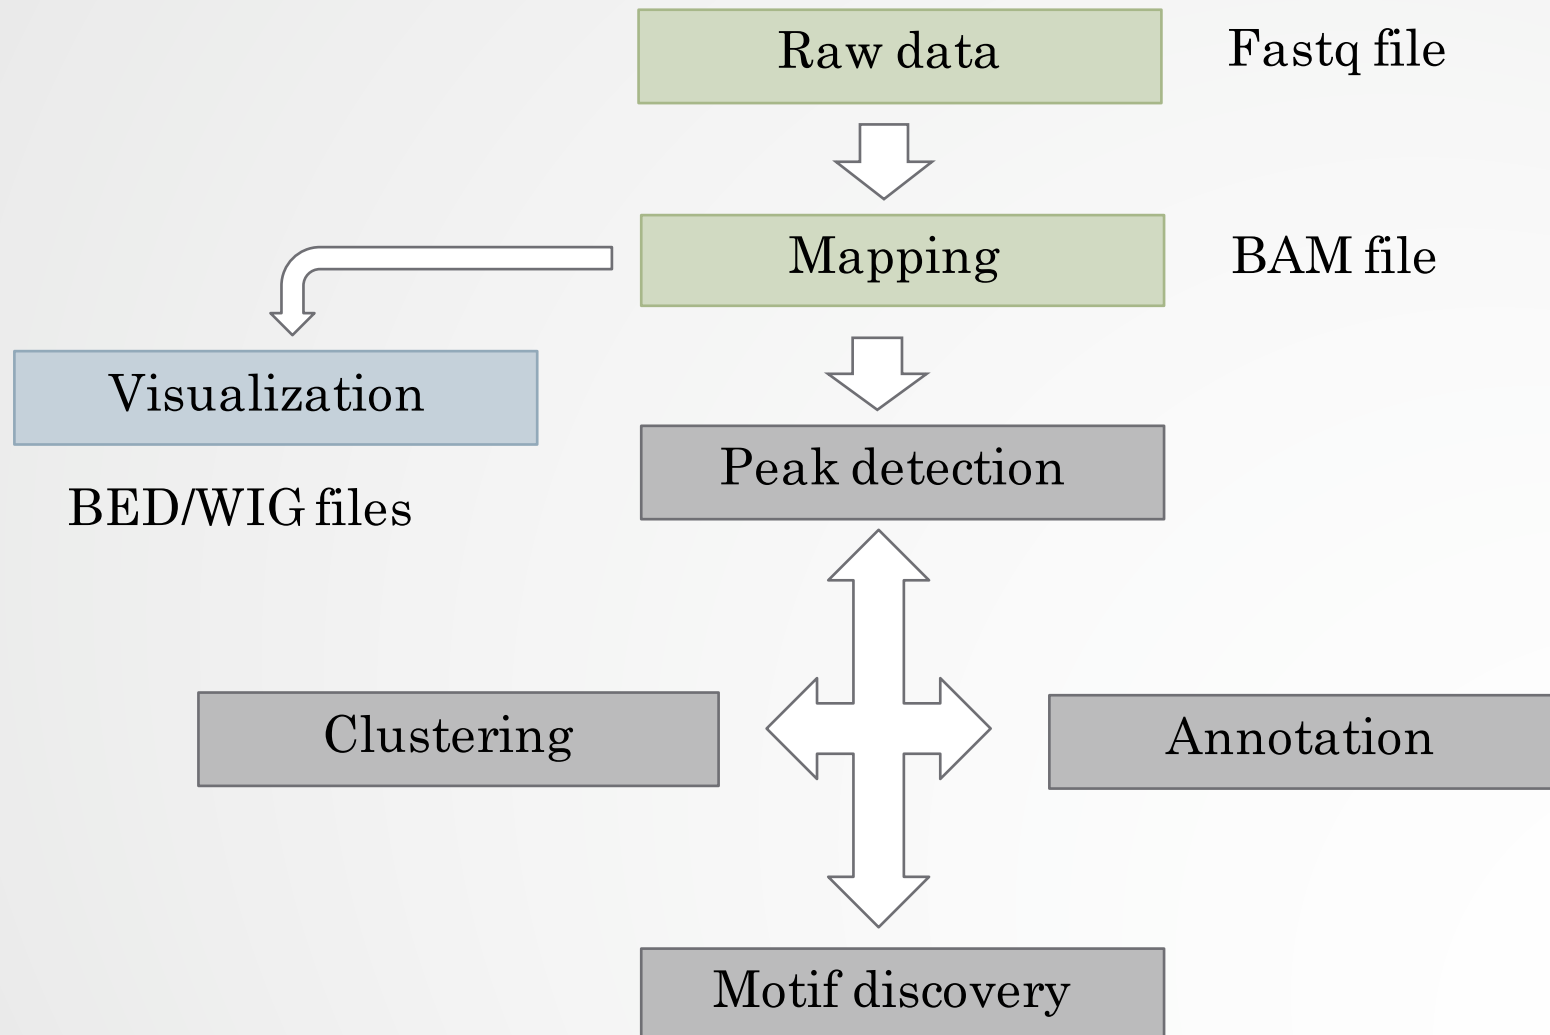 Raw data
Fastq file
Mapping
BAM file
Visualization
BED/WIG files
Peak detection
Clustering
Annotation
Motif discovery